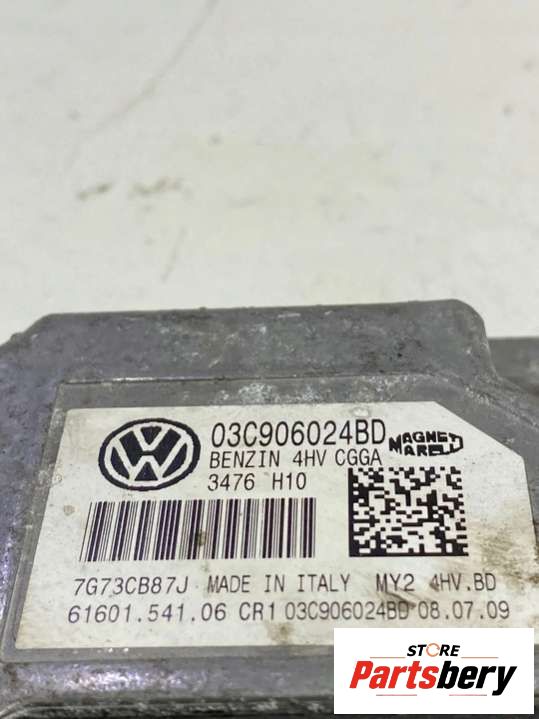 03C906024BD
MAGNETI
MARELLI
BENZIN 4HV CGGA
3476 H10
7G73CB87J MADE IN ITALY MY2 4HV.BD
61601.541.06 CR1 03C906024BD 08.07.09
STORE
Partsbery